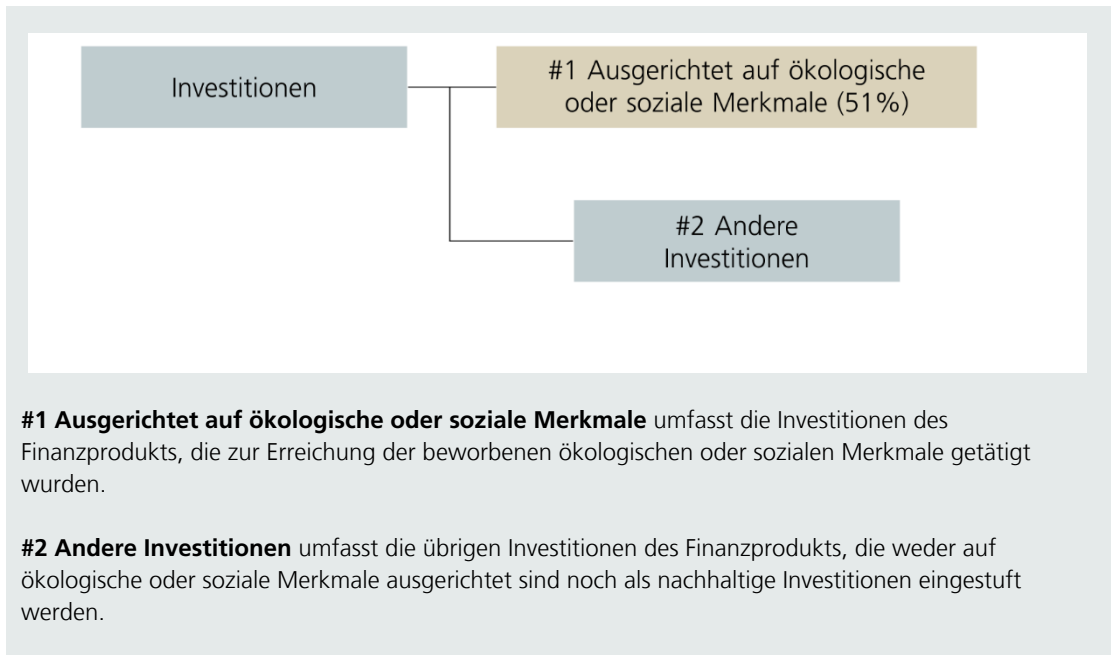 Investitionen
#1 Ausgerichtet auf ökologische
oder soziale Merkmale (51%)
#2 Andere
Investitionen
#1 Ausgerichtet auf ökologische oder soziale Merkmale umfasst die Investitionen des
Finanzprodukts, die zur Erreichung der beworbenen ökologischen oder sozialen Merkmale getätigt
wurden.
#2 Andere Investitionen umfasst die übrigen Investitionen des Finanzprodukts, die weder auf
ökologische oder soziale Merkmale ausgerichtet sind noch als nachhaltige Investitionen eingestuft
werden.